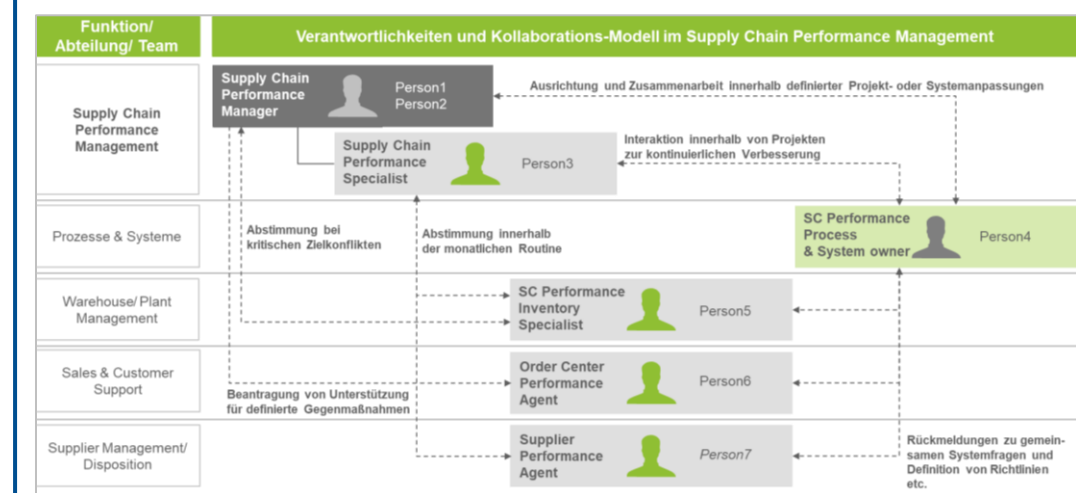 Funktion/
Abteilung/ Team
Verantwortlichkeiten und Kollaborations-Modell im Supply Chain Performance Management
Supply Chain
Performance
Management
Supply Chain
Performance
Manager
Person1
Person2
Ausrichtung und Zusammenarbeit innerhalb definierter Projekt- oder Systemanpassungen
Supply Chain
Performance
Specialist
Person3
Interaktion innerhalb von Projekten
zur kontinuierlichen Verbesserung
Prozesse & Systeme
Abstimmung bei
kritischen Zielkonflikten
Abstimmung innerhalb
der monatlichen Routine
SC Performance
Process
& System owner
Person4
Warehouse/ Plant
Management
SC Performance
Inventory
Specialist
Person5
Sales & Customer
Support
Beantragung von Unterstützung
für definierte Gegenmaßnahmen
Order Center
Performance
Agent
Person6
Supplier Management/
Disposition
Supplier
Performance
Agent
Person7
Rückmeldungen zu gemein-
samen Systemfragen und
Definition von Richtlinien
etc.